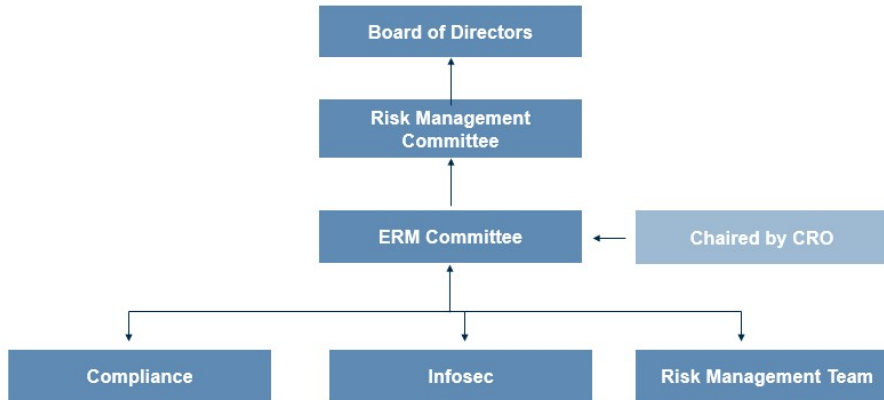 Board of Directors
Risk Management
Committee
ERM Committee
Chaired by CRO
Compliance
Infosec
Risk Management Team